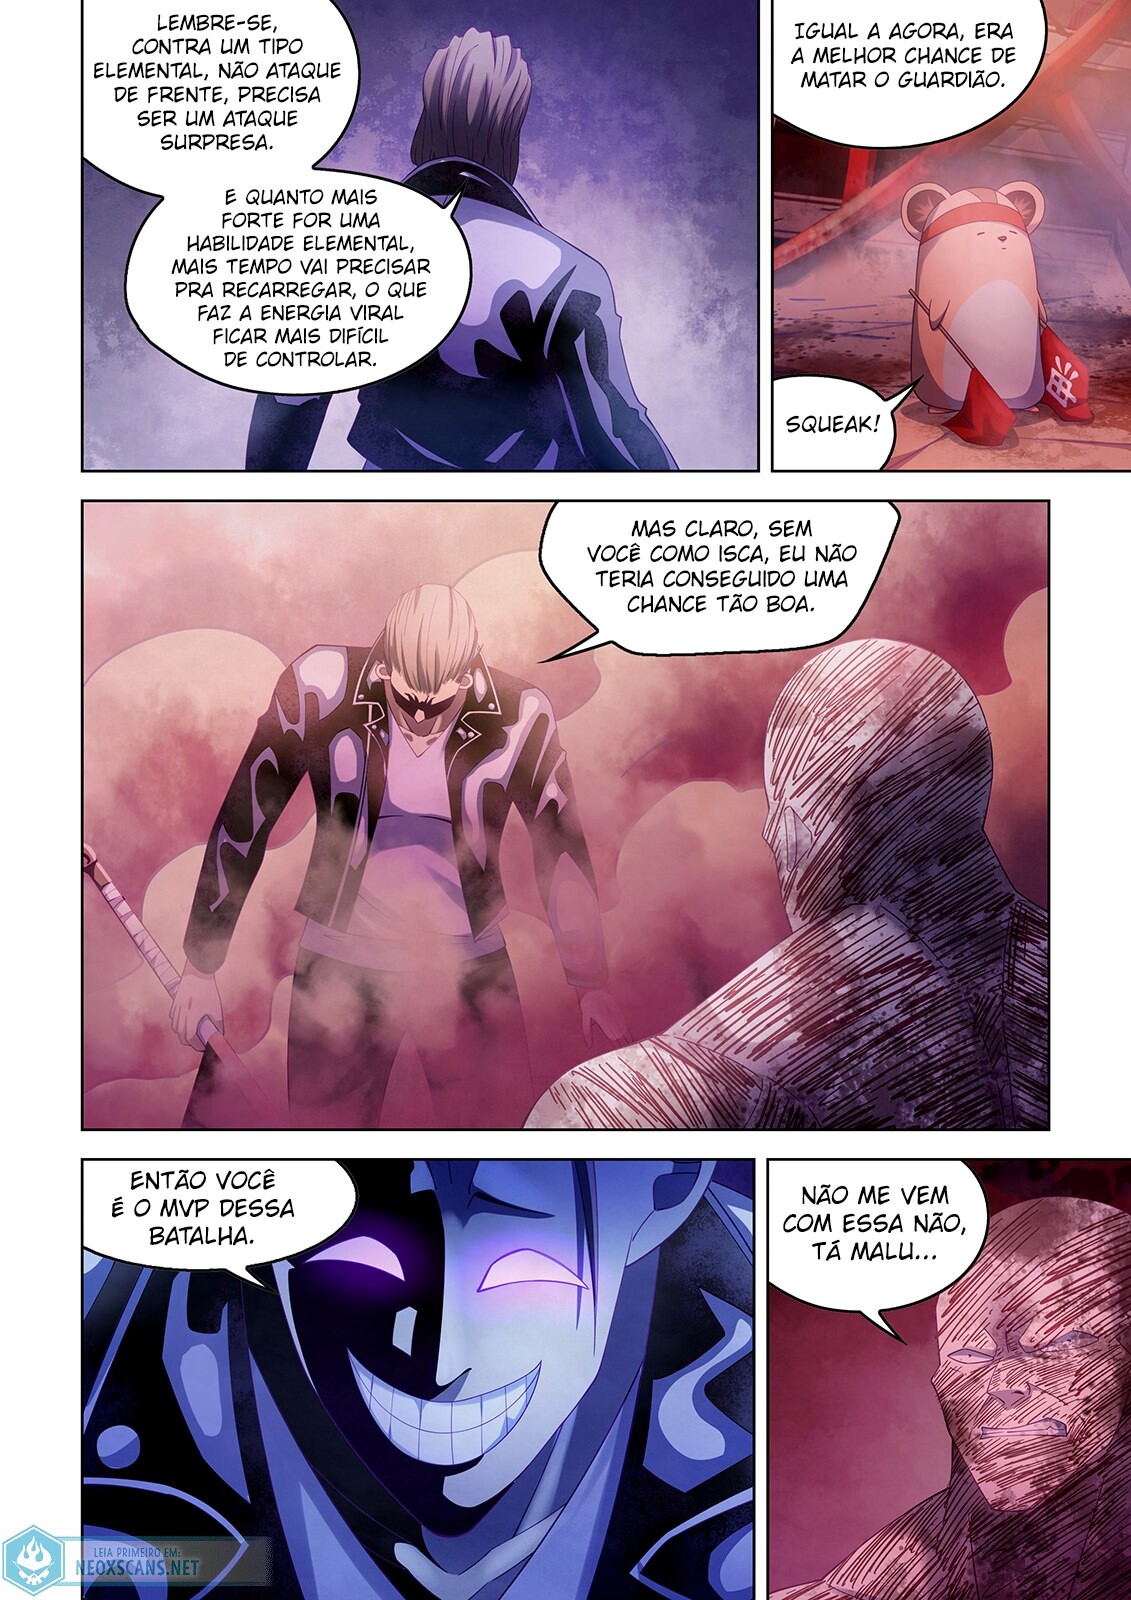 LEMBRE-SE,
CONTRA UM TIPO
ELEMENTAL, NÃO ATAQUE
DE FRENTE, PRECISA
SER UM ATAQUE
SURPRESA.
E QUANTO MAIS
FORTE FOR UMA
HABILIDADE ELEMENTAL,
MAIS TEMPO VAI PRECISAR
PRA RECARREGAR, O QUE
FAZ A ENERGIA VIRAL
FICAR MAIS DIFÍCIL
DE CONTROLAR.
IGUAL A AGORA, ERA
A MELHOR CHANCE DE
MATAR O GUARDIÃO.
SQUEAK!
MAS CLARO, SEM
VOCÊ COMO ISCA, EU NÃO
TERIA CONSEGUIDO UMA
CHANCE TÃO BOA.
ENTÃO VOCÊ
É O MVP DESSA
BATALHA.
NÃO ME VEM
COM ESSA NÃO,
TÁ MALU...
LEIA PRIMEIRO EM:
NEOXSCANS.NET